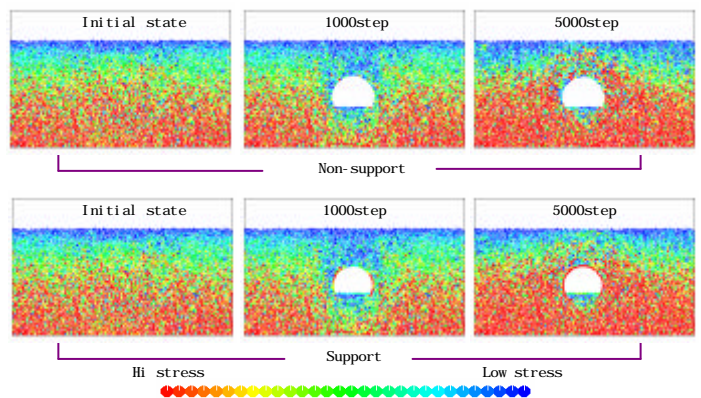 Initial state
1000step
5000step
Non-support
Initial state
1000step
5000step
Support
Hi stress
Low stress